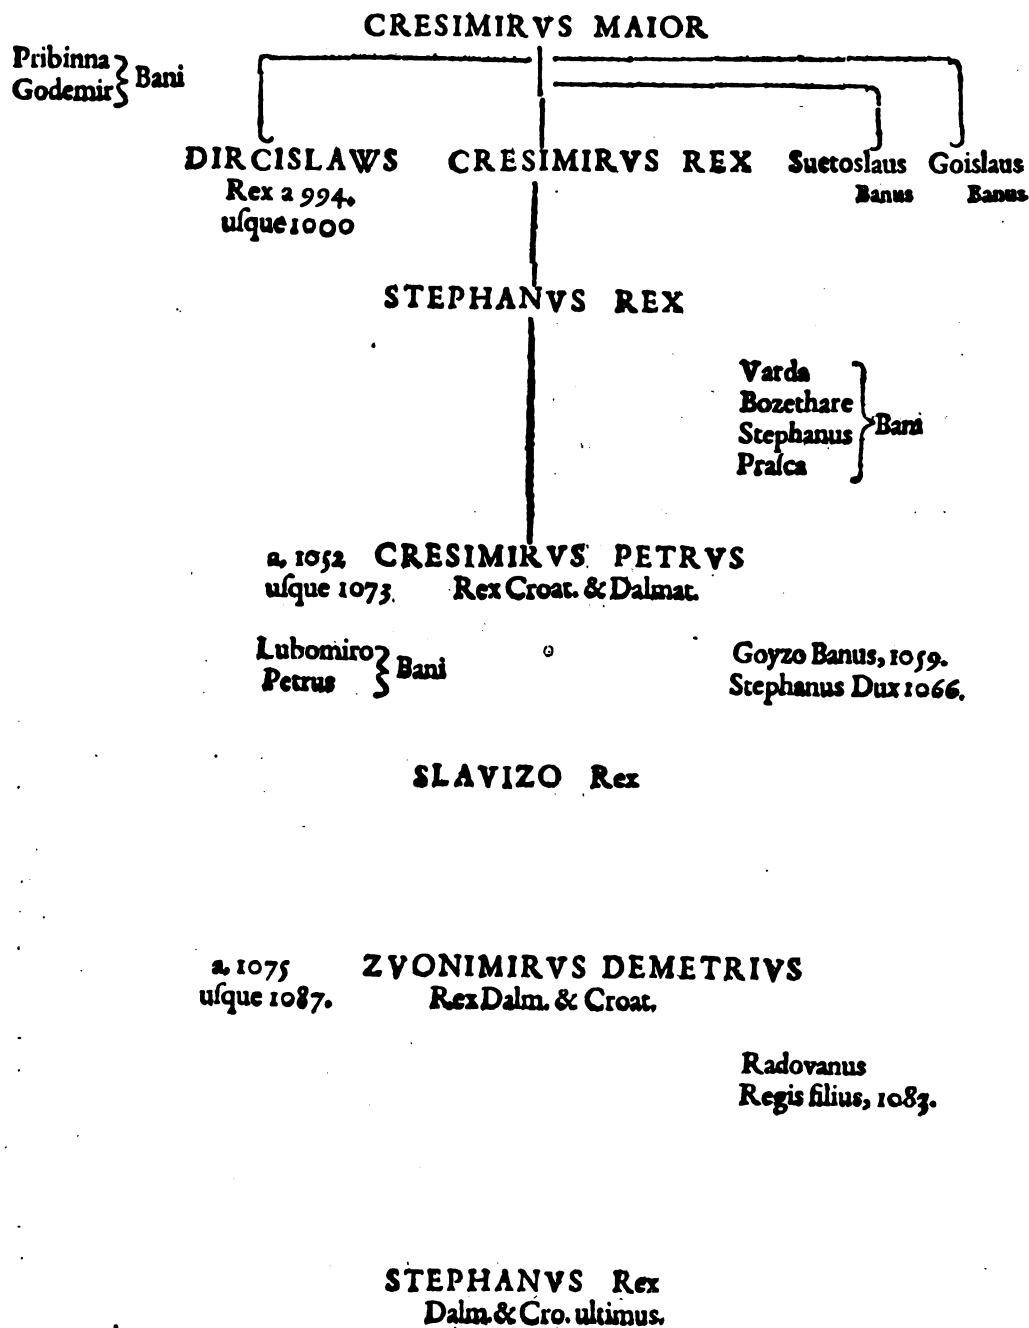 CRESIMIRVS MAIOR
Pribinna
Godemir } Bani
DIRCISLAWS
Rex a 994.
uſque 1000
CRESIMIRVS REX
Suetoslaus
Banus
Goislaus
Banus
STEPHANVS REX
Varda
Bozethare
Stephanus
Praſca } Bani
a, 1052 CRESIMIRVS PETRVS
uſque 1073. Rex Croat. & Dalmat.
Lubomiro
Petrus } Bani
Goyzo Banus, 1059.
Stephanus Dux 1066.
SLAVIZO Rex
a, 1075 ZVONIMIRVS DEMETRIVS
uſque 1087. Rex Dalm. & Croat.
Radovanus
Regis filius, 1083.
STEPHANVS Rex
Dalm. & Cro. ultimus.